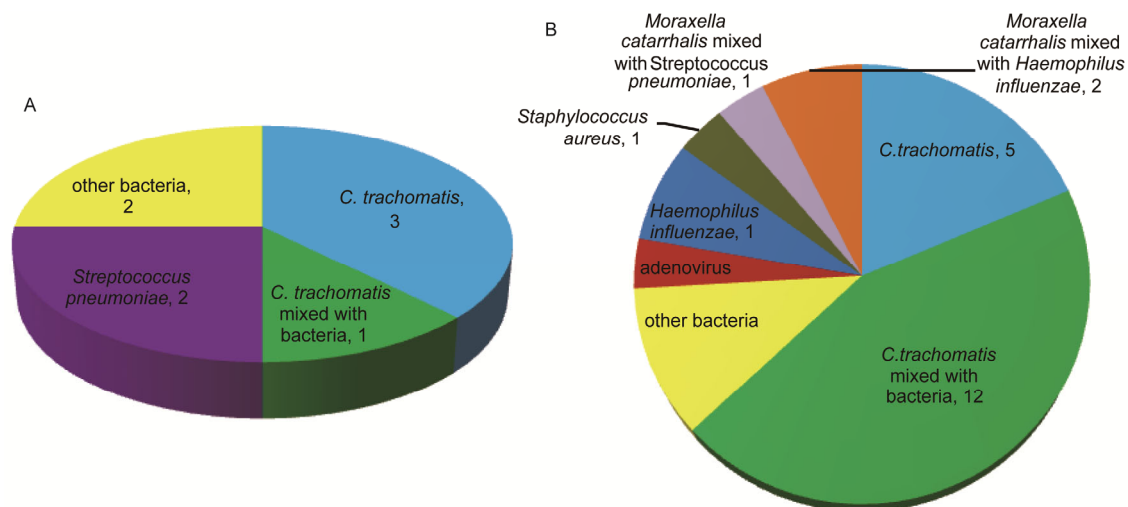 A
other bacteria,
2
C. trachomatis,
3
Streptococcus
pneumoniae, 2
C. trachomatis
mixed with
bacteria, 1
B
Moraxella
catarrhalis mixed
with Streptococcus
pneumoniae, 1
Moraxella
catarrhalis mixed
with Haemophilus
influenzae, 2
Staphylococcus
aureus, 1
C.trachomatis, 5
Haemophilus
influenzae, 1
adenovirus
other bacteria
C.trachomatis
mixed with
bacteria, 12